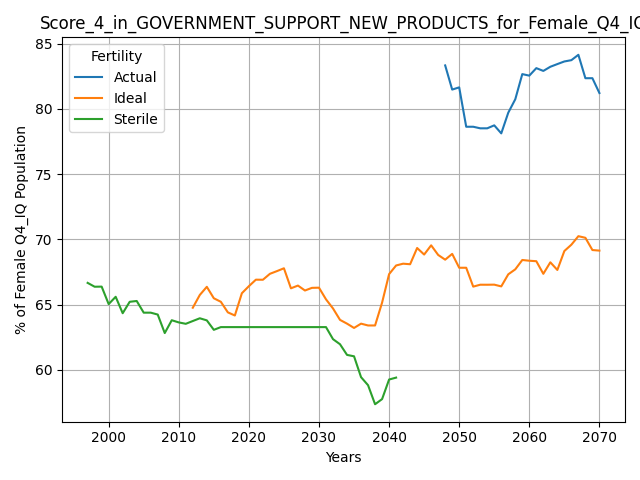 Score_4_in_GOVERNMENT_SUPPORT_NEW_PRODUCTS_for_Female_Q4_IQ
Fertility
Actual
Ideal
Sterile
% of Female Q4_IQ Population
85
80
75
70
65
60
2000 2010 2020 2030 2040 2050 2060 2070
Years